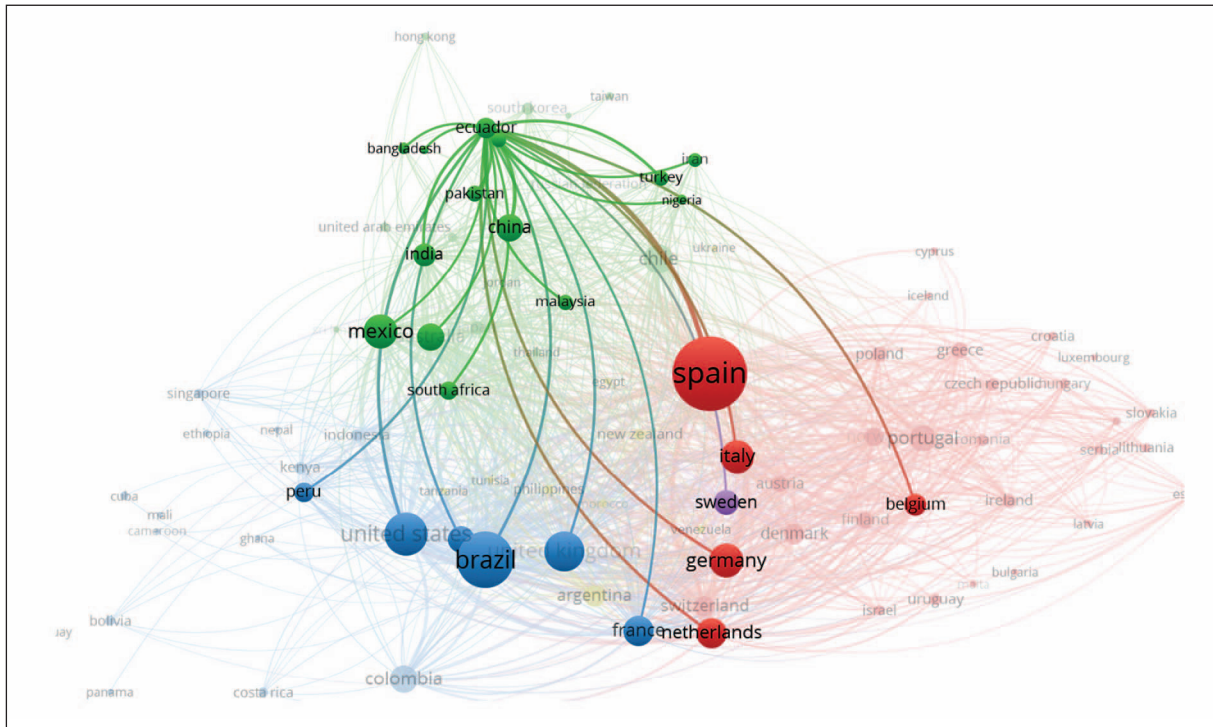 hong kong
taiwan
south korea
ecuador
bangladesh
iran
turkey
pakistan
nigeria
united arab emirates
china
ukraine
india
chile
cyprus
malaysia
iceland
mexico
croatia
thailand
poland
greece
luxembourg
spain
egypt
south africa
czech republic
hungary
singapore
slovakia
ethiopia
nepal
indonesia
new zealand
portugal
romania
serbia
lithuania
italy
kenya
tunisia
peru
tanzania
philippines
austria
cuba
sweden
belgium
ireland
mali
cameroon
ghana
united states
venezuela
finland
denmark
latvia
brazil
united kingdom
germany
bulgaria
argentina
switzerland
israel
uruguay
malta
bolivia
uay
france
netherlands
colombia
panama
costa rica